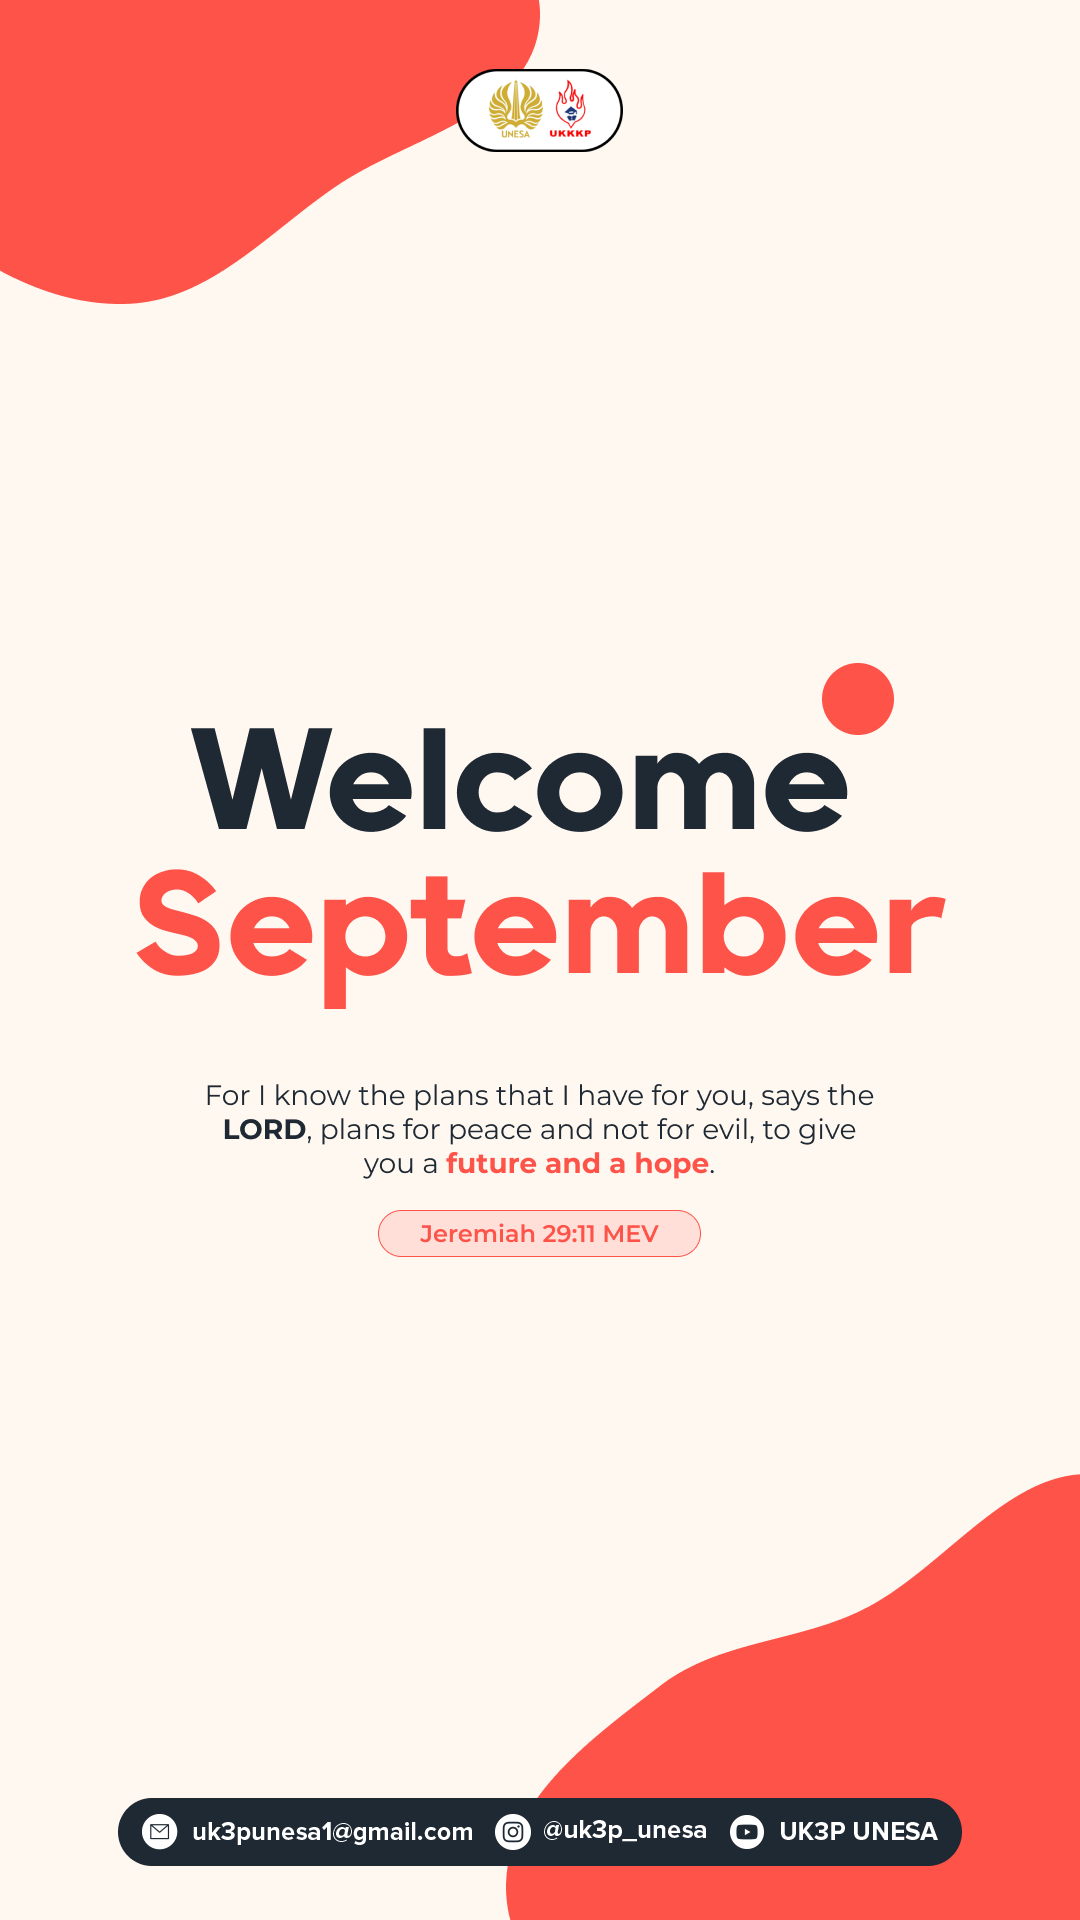 UNESA
UKKKP
Welcome
September
For I know the plans that I have for you, says the
LORD, plans for peace and not for evil, to give
you a future and a hope.
Jeremiah 29:11 MEV
uk3punesa1@gmail.com @uk3p_unesa UK3P UNESA